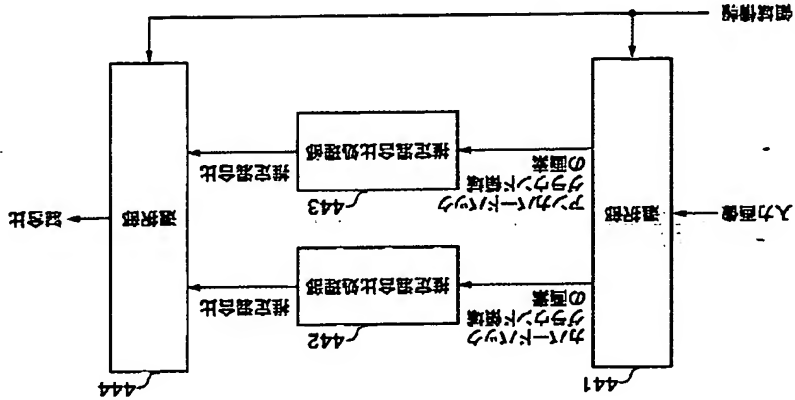 441
442
444
カバードバック
グラウンド領域
の画素
推定混合比処理部
推定混合比
入力画像
選択部
443
アンカバードバック
グラウンド領域
の画素
推定混合比処理部
推定混合比
選択部
混合比
領域情報